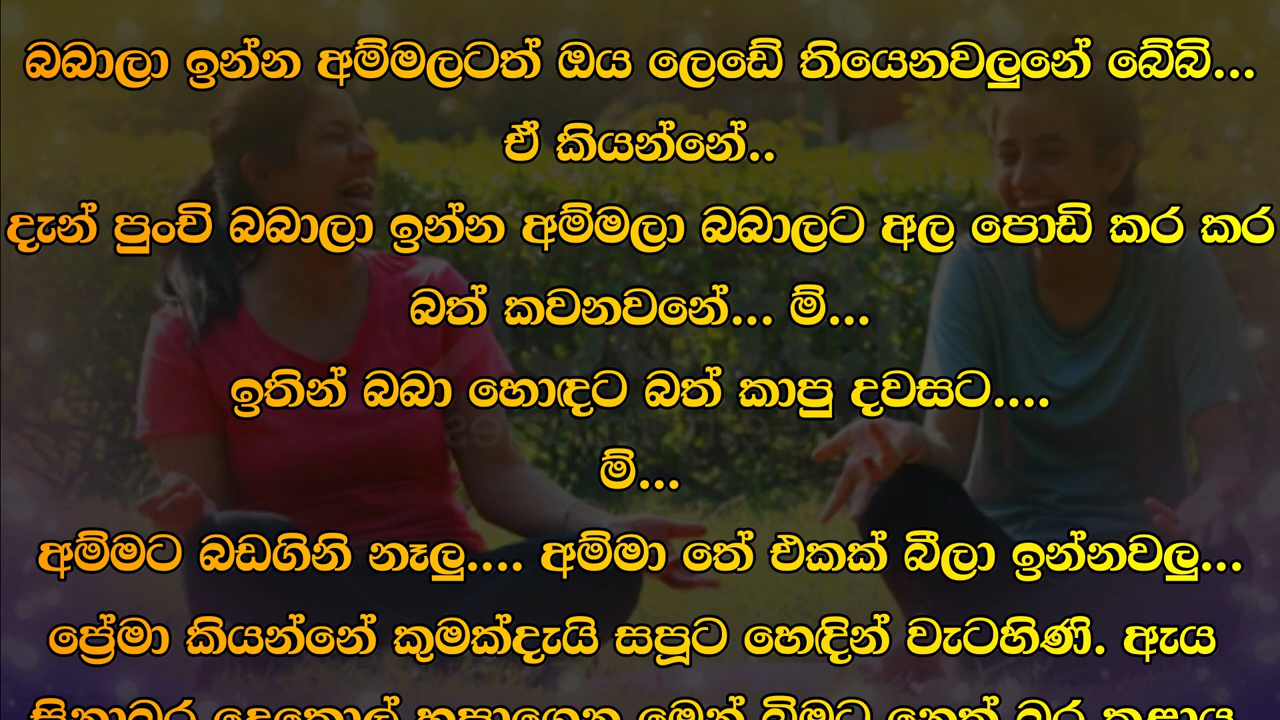 බබාලා ඉන්න අම්මලටත් ඔය ලෙඩේ තියෙනවලුනේ බේබි...
ඒ කියන්නේ..
දැන් පුංචි බබාලා ඉන්න අම්මලා බබාලට අල පොඩි කර කර
බත් කවනවනේ... ම්...
ඉතින් බබා හොඳට බත් කාපු දවසට....
ම්...
අම්මට බඩගිනි නෑලු.... අම්මා තේ එකක් බීලා ඉන්නවලු...
ප්‍රේමා කියන්නේ කුමක්දැයි සපූට හෙඳින් වැටහිණි. ඇය